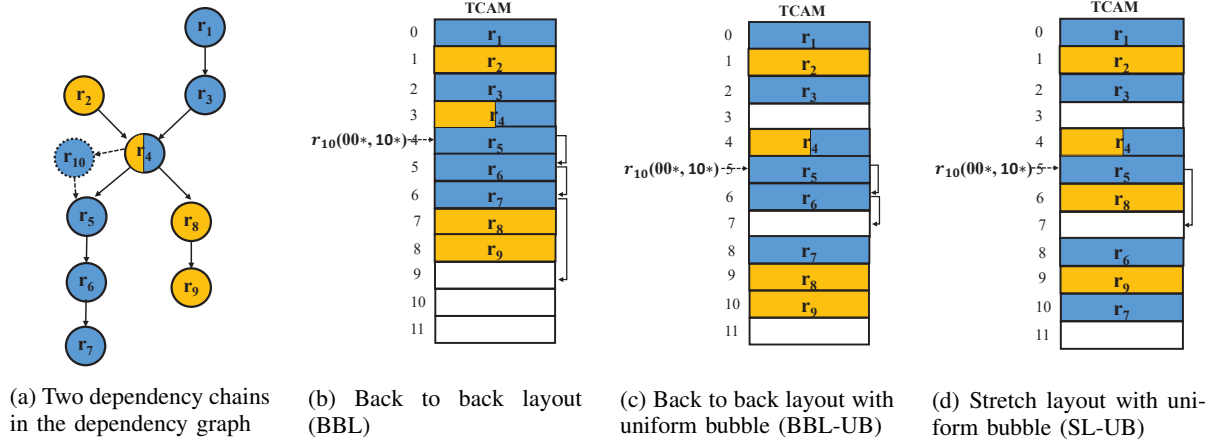 r1
r2
r3
r4
r10
r5
r8
r6
r9
r7
(a) Two dependency chains
in the dependency graph
TCAM
0 r1
1 r2
2 r3
3 r4
r10(00*, 10*) 4 r5
5 r6
6 r7
7 r8
8 r9
9
10
11
(b) Back to back layout
(BBL)
TCAM
0 r1
1 r2
2 r3
3
4 r4
r10(00*, 10*) 5 r5
6 r6
7
8 r7
9 r8
10 r9
11
(c) Back to back layout with
uniform bubble (BBL-UB)
TCAM
0 r1
1 r2
2 r3
3
4 r4
r10(00*, 10*) 5 r5
6 r8
7
8 r6
9 r9
10 r7
11
(d) Stretch layout with uni-
form bubble (SL-UB)